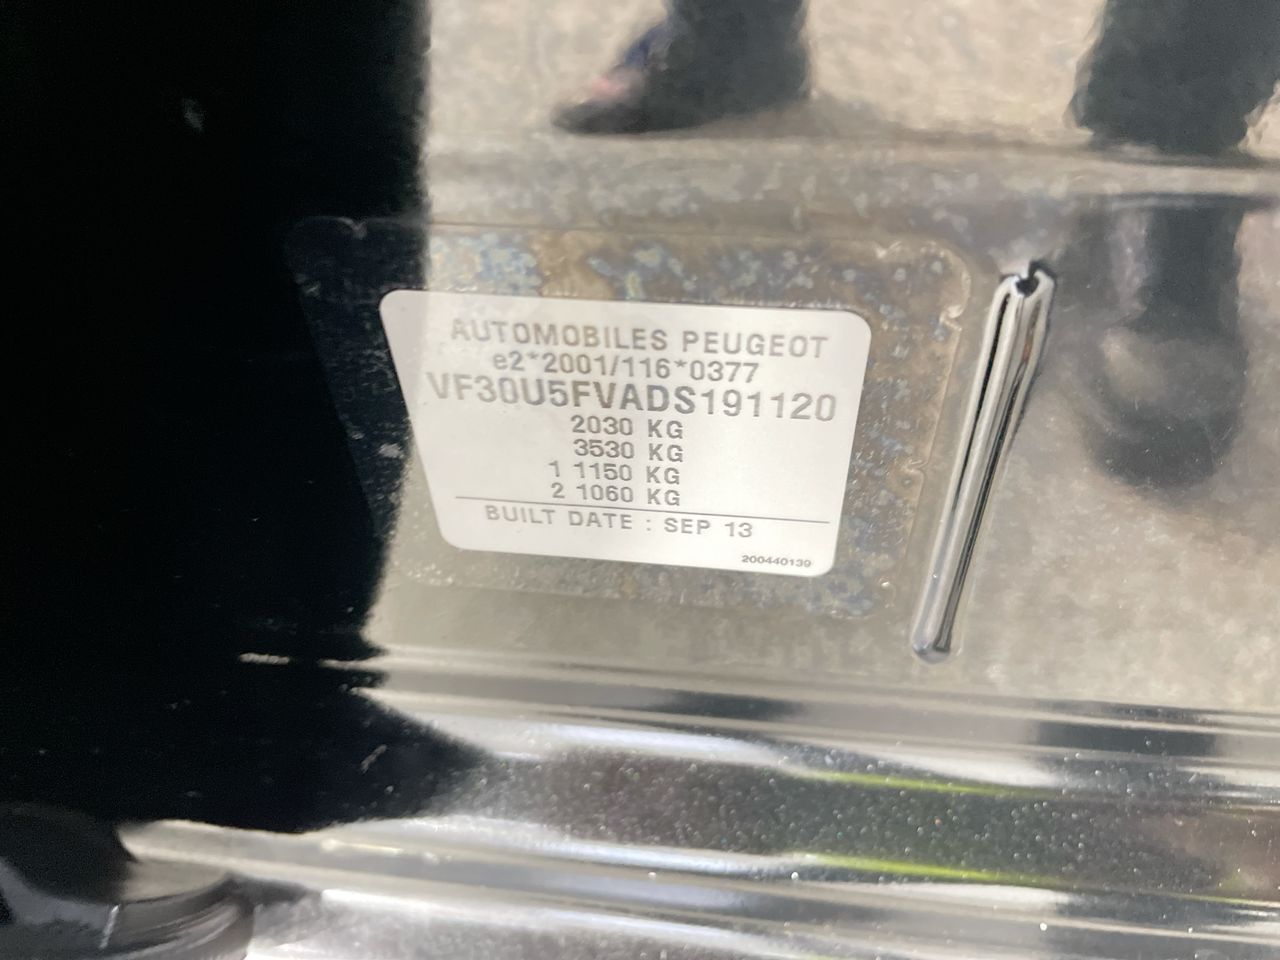 AUTOMOBILES PEUGEOT
e2*2001/116*0377
VF30U5FVADS191120
2030 KG
3530 KG
1 1150 KG
2 1060 KG
BUILT DATE : SEP 13
200440139